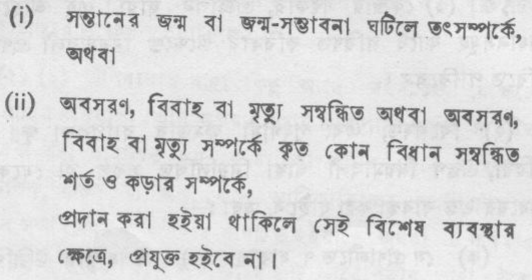 (i) সন্তানের জন্ম বা জন্ম-সম্ভাবনা ঘটিলে তৎসম্পর্কে,
অথবা
(ii) অবসরণ, বিবাহ বা মৃত্যু সম্বন্ধিত অথবা অবসরণ,
বিবাহ বা মৃত্যু সম্পর্কে কৃত কোন বিধান সম্বন্ধিত
শর্ত ও কড়ার সম্পর্কে,
প্রদান করা হইয়া থাকিলে সেই বিশেষ ব্যবস্থার
ক্ষেত্রে, প্রযুক্ত হইবে না।